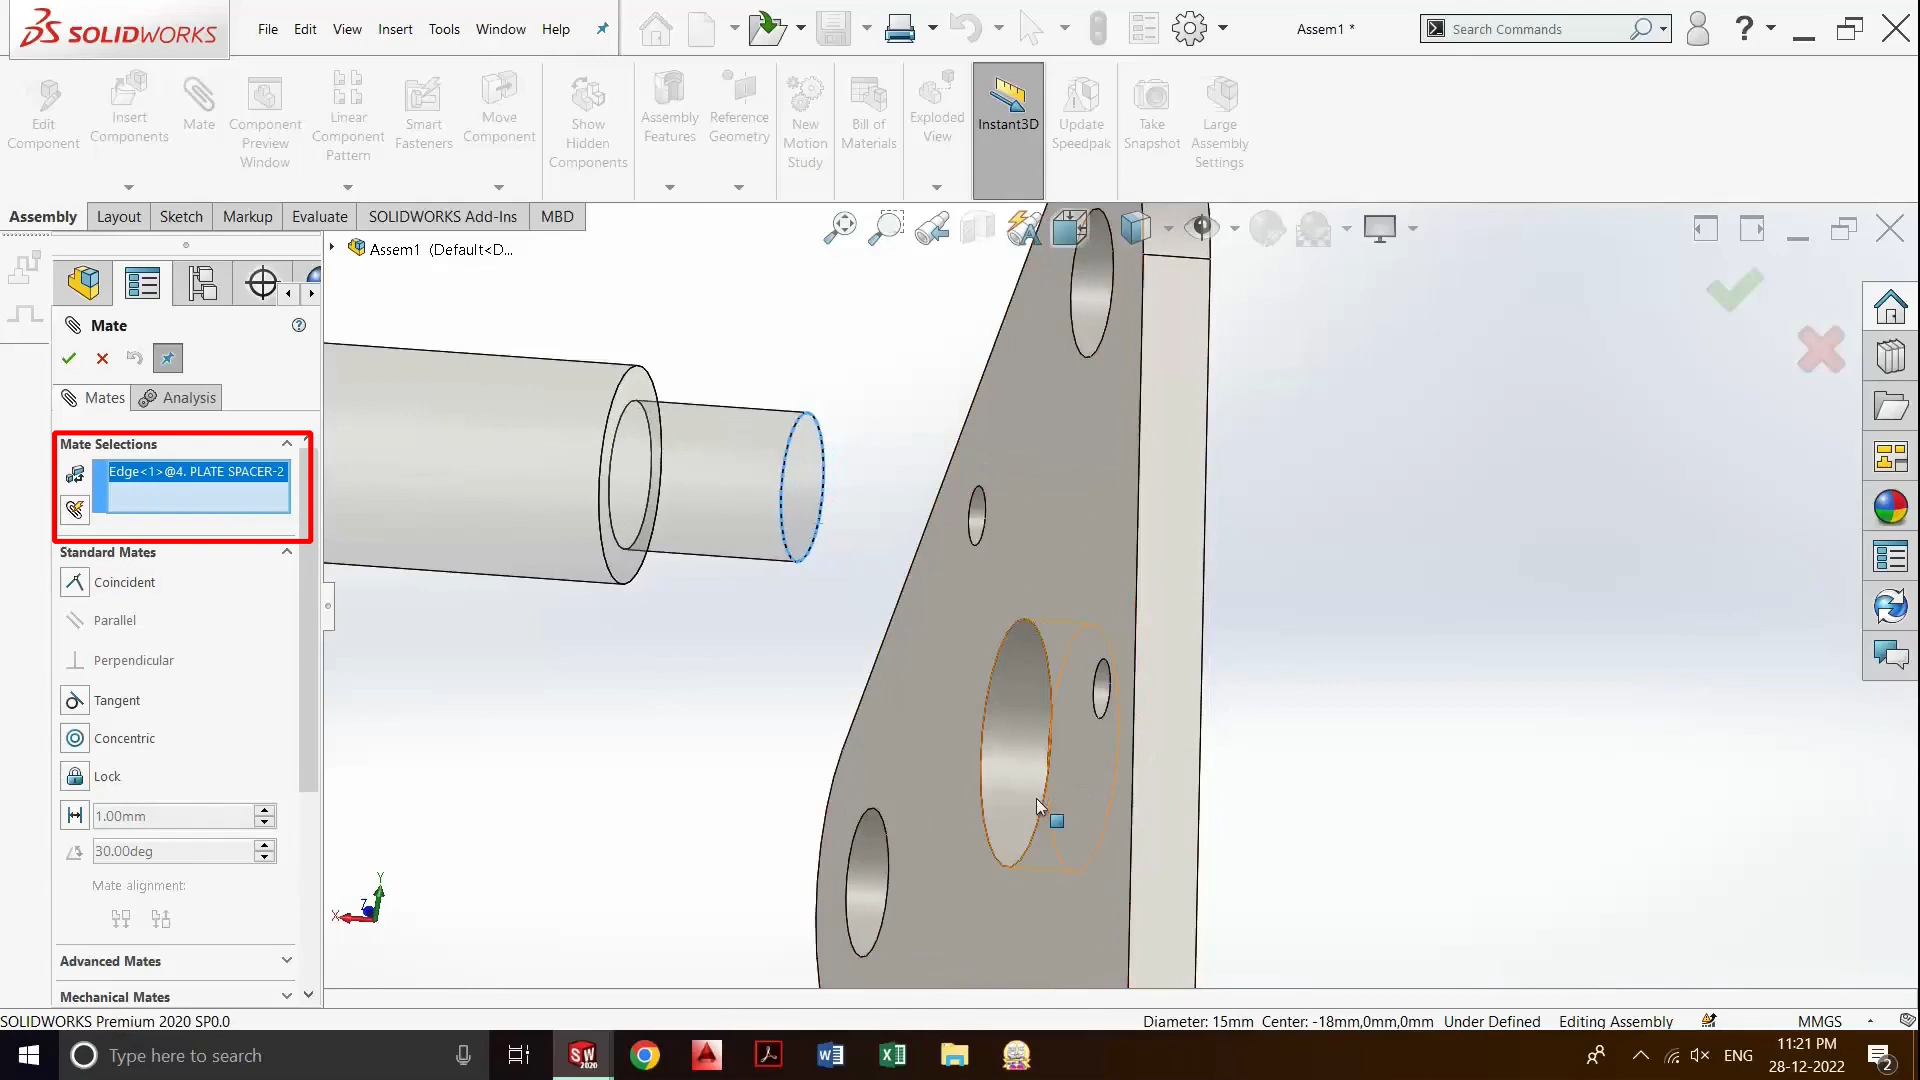 SOLIDWORKS
File Edit View Insert Tools Window Help
Assem1 *
Search Commands
?
Edit Component
Insert Components
Mate
Component Preview Window
Linear Component Pattern
Smart Fasteners
Move Component
Show Hidden Components
Assembly Features
Reference Geometry
New Motion Study
Bill of Materials
Exploded View
Instant3D
Update Speedpak
Take Snapshot
Large Assembly Settings
Assembly Layout Sketch Markup Evaluate SOLIDWORKS Add-Ins MBD
Assem1 (Default<D...
Mate
Mates Analysis
Mate Selections
Edge<1>@4. PLATE SPACER-2
Standard Mates
Coincident
Parallel
Perpendicular
Tangent
Concentric
Lock
1.00mm
30.00deg
Mate alignment:
Advanced Mates
Mechanical Mates
Y
Z
X
SOLIDWORKS Premium 2020 SP0.0
Diameter: 15mm Center: -18mm,0mm,0mm Under Defined Editing Assembly MMGS
Type here to search
SW
2020
ENG
11:21 PM
28-12-2022
2